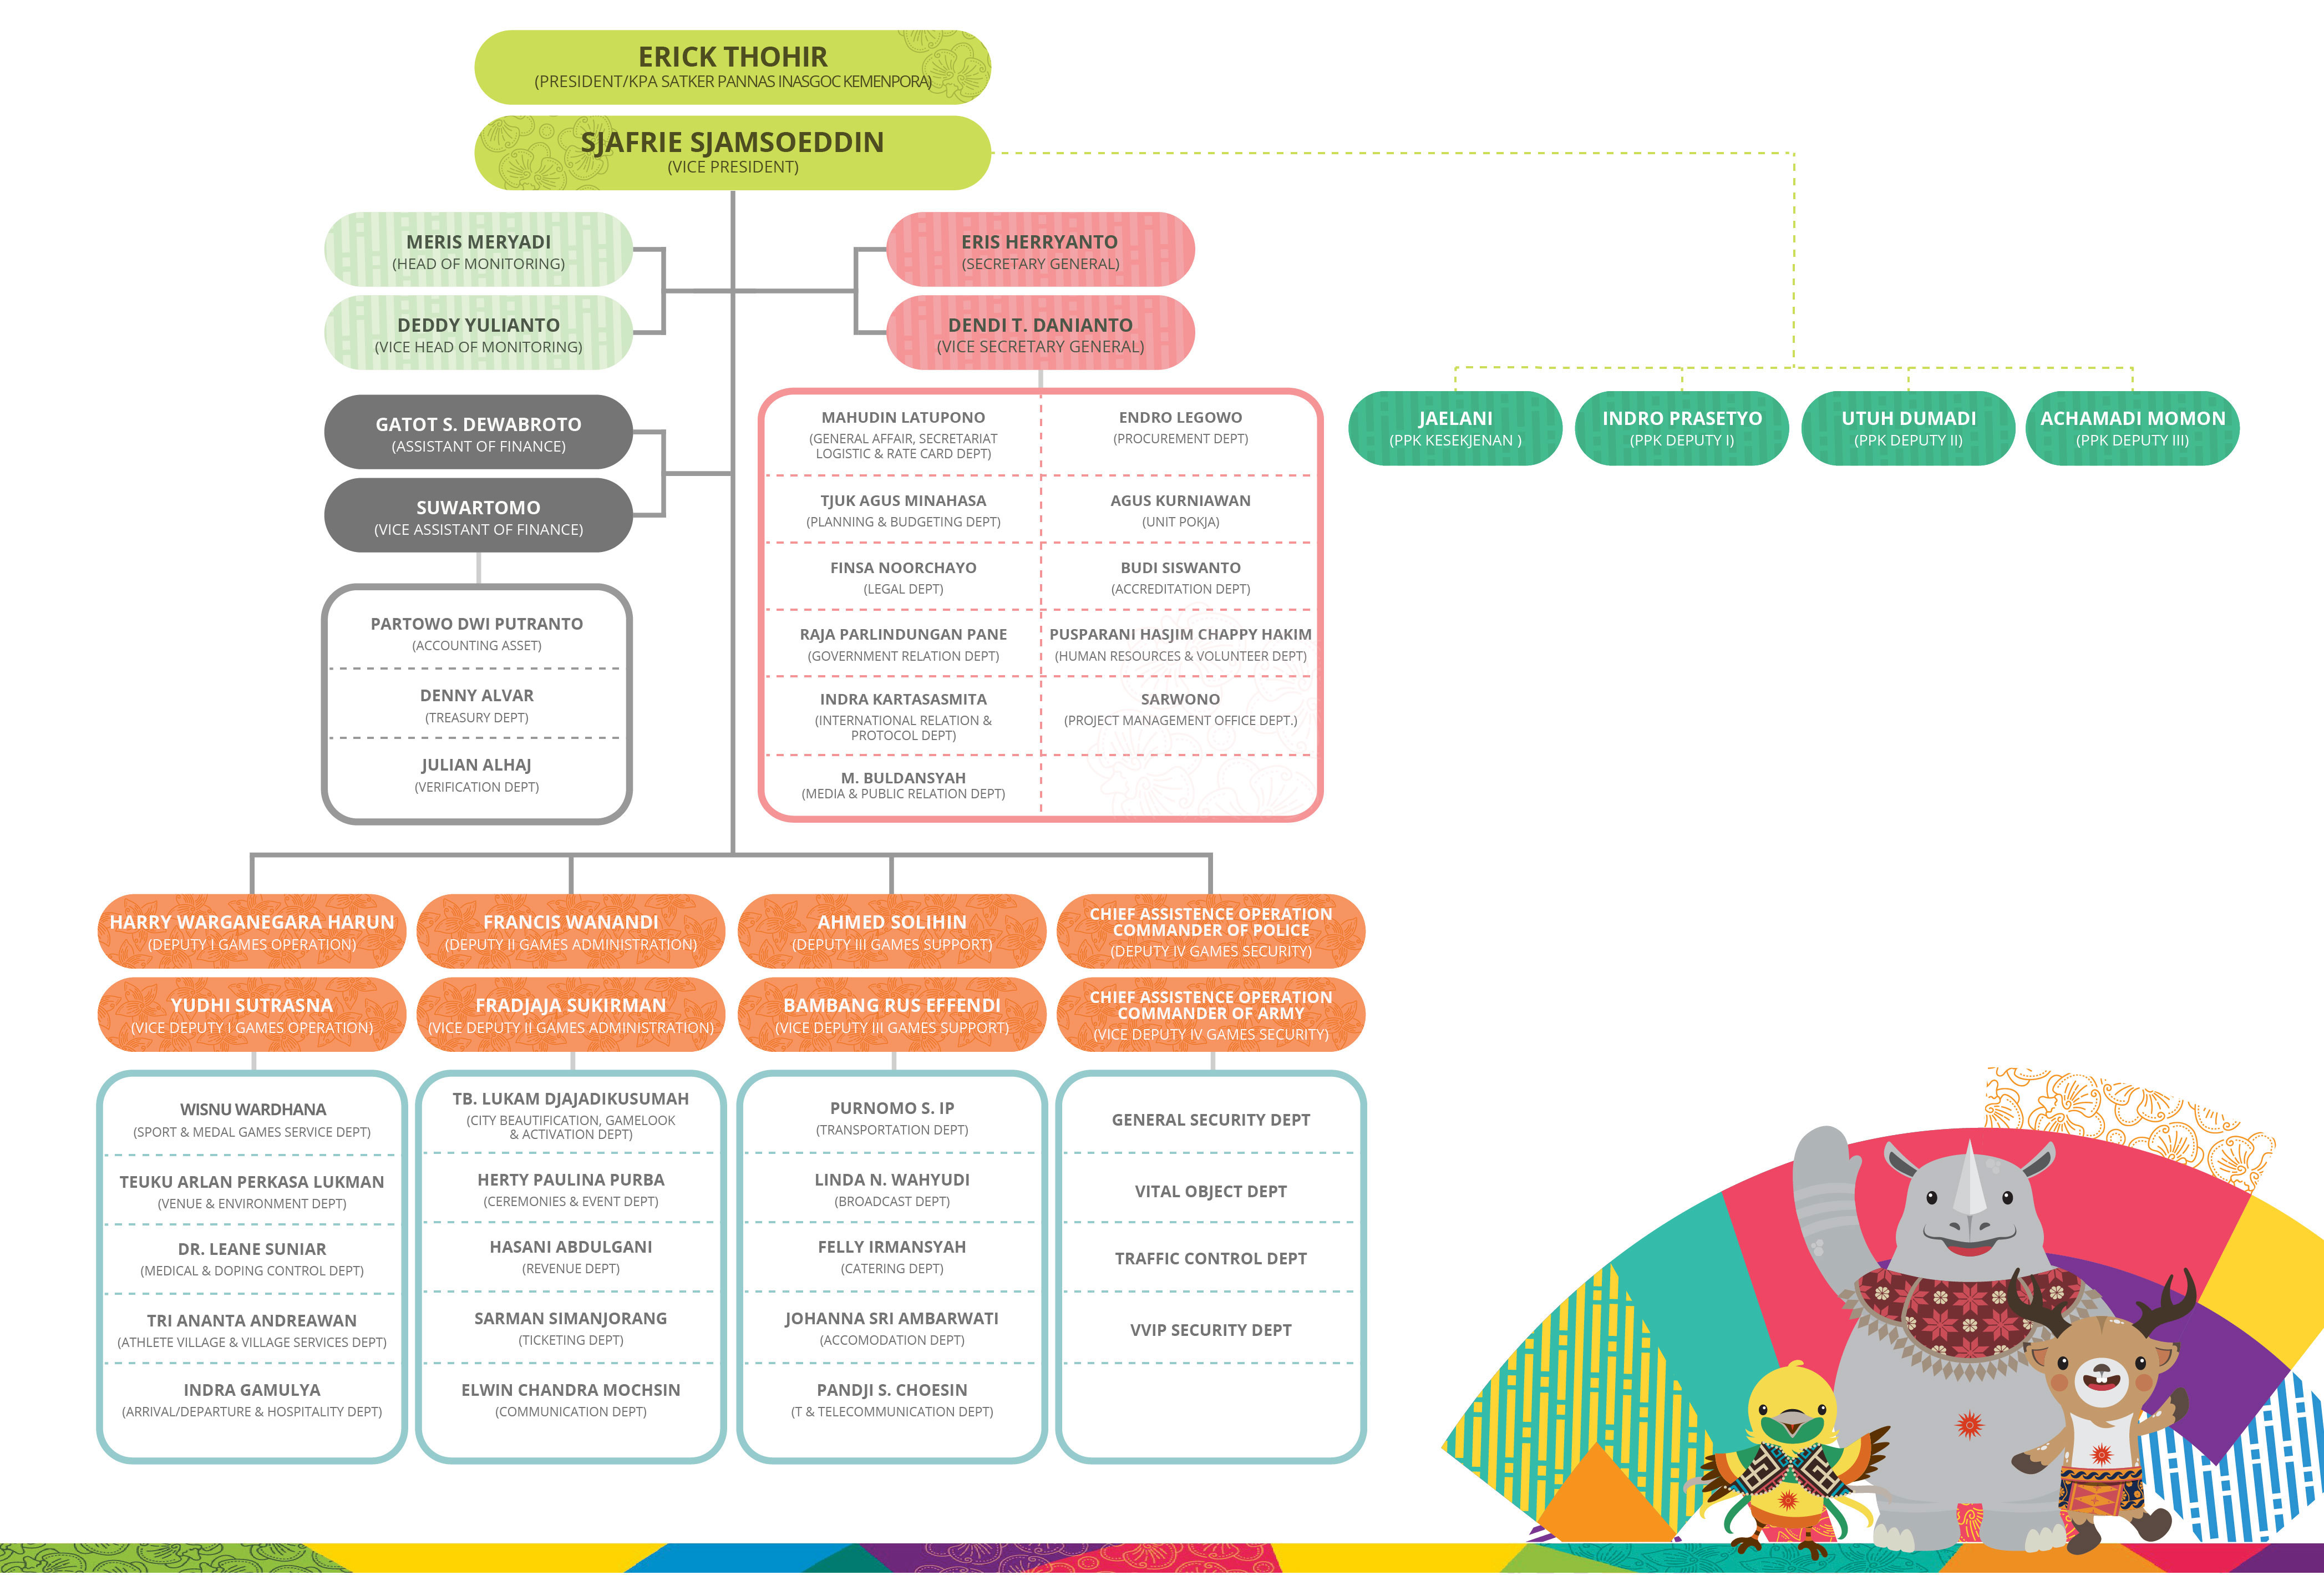 ERICK THOHIR
(PRESIDENT/KPA SATKER PANNAS INASGOC KEMENPORA)
SJAFRIE SJAMSOEDDIN
(VICE PRESIDENT)
MERIS MERYADI
(HEAD OF MONITORING)
DEDDY YULIANTO
(VICE HEAD OF MONITORING)
ERIS HERRYANTO
(SECRETARY GENERAL)
DENDI T. DANIANTO
(VICE SECRETARY GENERAL)
GATOT S. DEWABROTO
(ASSISTANT OF FINANCE)
SUWARTOMO
(VICE ASSISTANT OF FINANCE)
PARTOWO DWI PUTRANTO
(ACCOUNTING ASSET)
DENNY ALVAR
(TREASURY DEPT)
JULIAN ALHAJ
(VERIFICATION DEPT)
MAHUDIN LATUPONO
(GENERAL AFFAIR, SECRETARIAT
LOGISTIC & RATE CARD DEPT)
ENDRO LEGOWO
(PROCUREMENT DEPT)
TJUK AGUS MINAHASA
(PLANNING & BUDGETING DEPT)
AGUS KURNIAWAN
(UNIT POKJA)
FINSA NOORCHAYO
(LEGAL DEPT)
BUDI SISWANTO
(ACCREDITATION DEPT)
RAJA PARLINDUNGAN PANE
(GOVERNMENT RELATION DEPT)
PUSPARANI HASJIM CHAPPY HAKIM
(HUMAN RESOURCES & VOLUNTEER DEPT)
INDRA KARTASASMITA
(INTERNATIONAL RELATION &
PROTOCOL DEPT)
SARWONO
(PROJECT MANAGEMENT OFFICE DEPT.)
M. BULDANSYAH
(MEDIA & PUBLIC RELATION DEPT)
JAELANI
(PPK KESEKJENAN )
INDRO PRASETYO
(PPK DEPUTY I)
UTUH DUMADI
(PPK DEPUTY II)
ACHAMADI MOMON
(PPK DEPUTY III)
HARRY WARGANEGARA HARUN
(DEPUTY I GAMES OPERATION)
YUDHI SUTRASNA
(VICE DEPUTY I GAMES OPERATION)
WISNU WARDHANA
(SPORT & MEDAL GAMES SERVICE DEPT)
TEUKU ARLAN PERKASA LUKMAN
(VENUE & ENVIRONMENT DEPT)
DR. LEANE SUNIAR
(MEDICAL & DOPING CONTROL DEPT)
TRI ANANTA ANDREAWAN
(ATHLETE VILLAGE & VILLAGE SERVICES DEPT)
INDRA GAMULYA
(ARRIVAL/DEPARTURE & HOSPITALITY DEPT)
FRANCIS WANANDI
(DEPUTY II GAMES ADMINISTRATION)
FRADJAJA SUKIRMAN
(VICE DEPUTY II GAMES ADMINISTRATION)
TB. LUKAM DJAJADIKUSUMAH
(CITY BEAUTIFICATION, GAMELOOK
& ACTIVATION DEPT)
HERTY PAULINA PURBA
(CEREMONIES & EVENT DEPT)
HASANI ABDULGANI
(REVENUE DEPT)
SARMAN SIMANJORANG
(TICKETING DEPT)
ELWIN CHANDRA MOCHSIN
(COMMUNICATION DEPT)
AHMED SOLIHIN
(DEPUTY III GAMES SUPPORT)
BAMBANG RUS EFFENDI
(VICE DEPUTY III GAMES SUPPORT)
PURNOMO S. IP
(TRANSPORTATION DEPT)
LINDA N. WAHYUDI
(BROADCAST DEPT)
FELLY IRMANSYAH
(CATERING DEPT)
JOHANNA SRI AMBARWATI
(ACCOMODATION DEPT)
PANDJI S. CHOESIN
(T & TELECOMMUNICATION DEPT)
CHIEF ASSISTENCE OPERATION
COMMANDER OF POLICE
(DEPUTY IV GAMES SECURITY)
CHIEF ASSISTENCE OPERATION
COMMANDER OF ARMY
(VICE DEPUTY IV GAMES SECURITY)
GENERAL SECURITY DEPT
VITAL OBJECT DEPT
TRAFFIC CONTROL DEPT
VVIP SECURITY DEPT